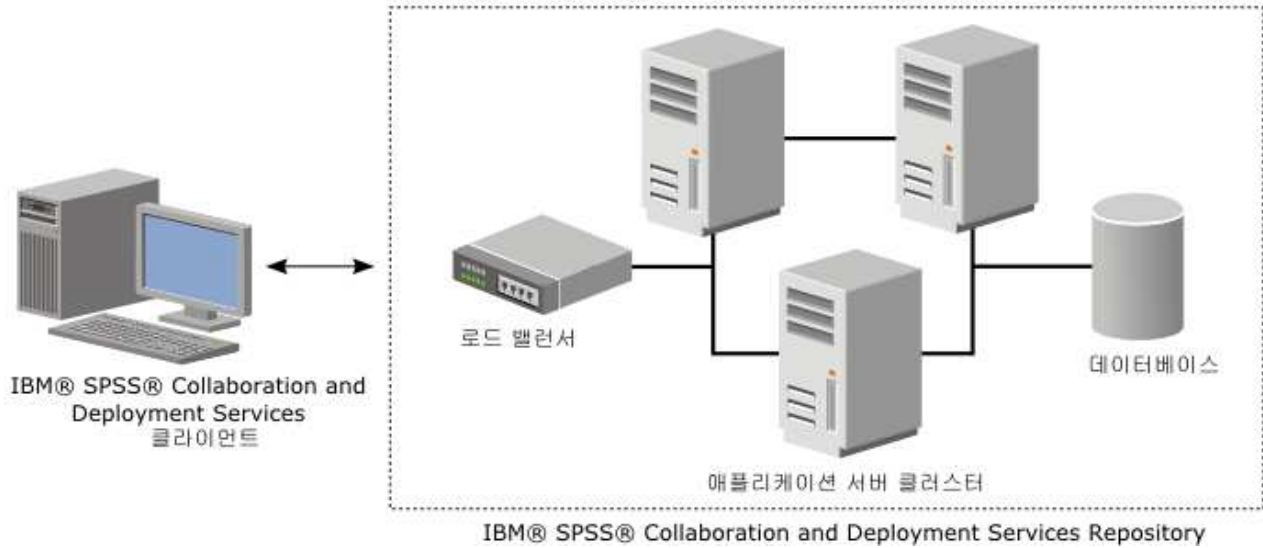 로드 밸런서
데이터베이스
IBM® SPSS® Collaboration and
Deployment Services
클라이언트
애플리케이션 서버 클러스터
IBM® SPSS® Collaboration and Deployment Services Repository